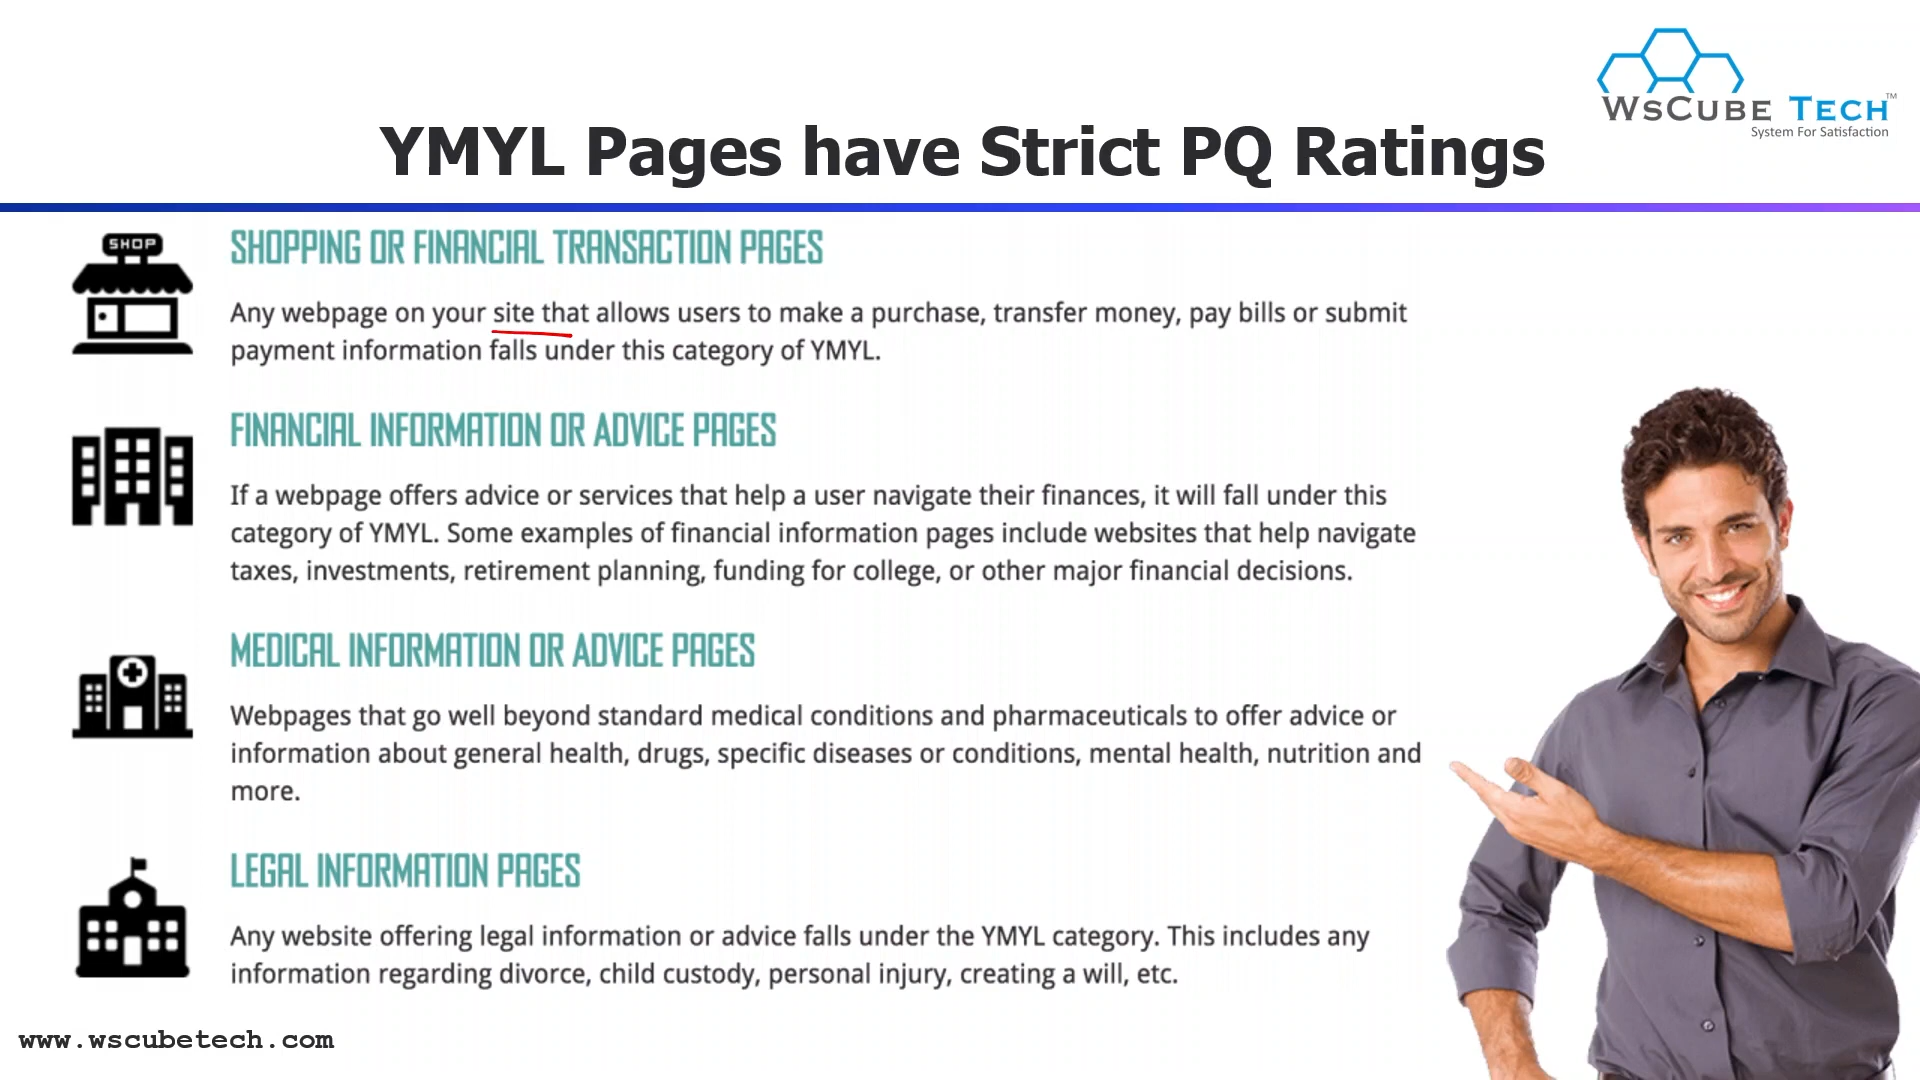 WSCUBE TECH™
System For Satisfaction
YMYL Pages have Strict PQ Ratings
SHOP
SHOPPING OR FINANCIAL TRANSACTION PAGES
Any webpage on your site that allows users to make a purchase, transfer money, pay bills or submit
payment information falls under this category of YMYL.
FINANCIAL INFORMATION OR ADVICE PAGES
If a webpage offers advice or services that help a user navigate their finances, it will fall under this
category of YMYL. Some examples of financial information pages include websites that help navigate
taxes, investments, retirement planning, funding for college, or other major financial decisions.
MEDICAL INFORMATION OR ADVICE PAGES
Webpages that go well beyond standard medical conditions and pharmaceuticals to offer advice or
information about general health, drugs, specific diseases or conditions, mental health, nutrition and
more.
LEGAL INFORMATION PAGES
Any website offering legal information or advice falls under the YMYL category. This includes any
information regarding divorce, child custody, personal injury, creating a will, etc.
www.wscubetech.com